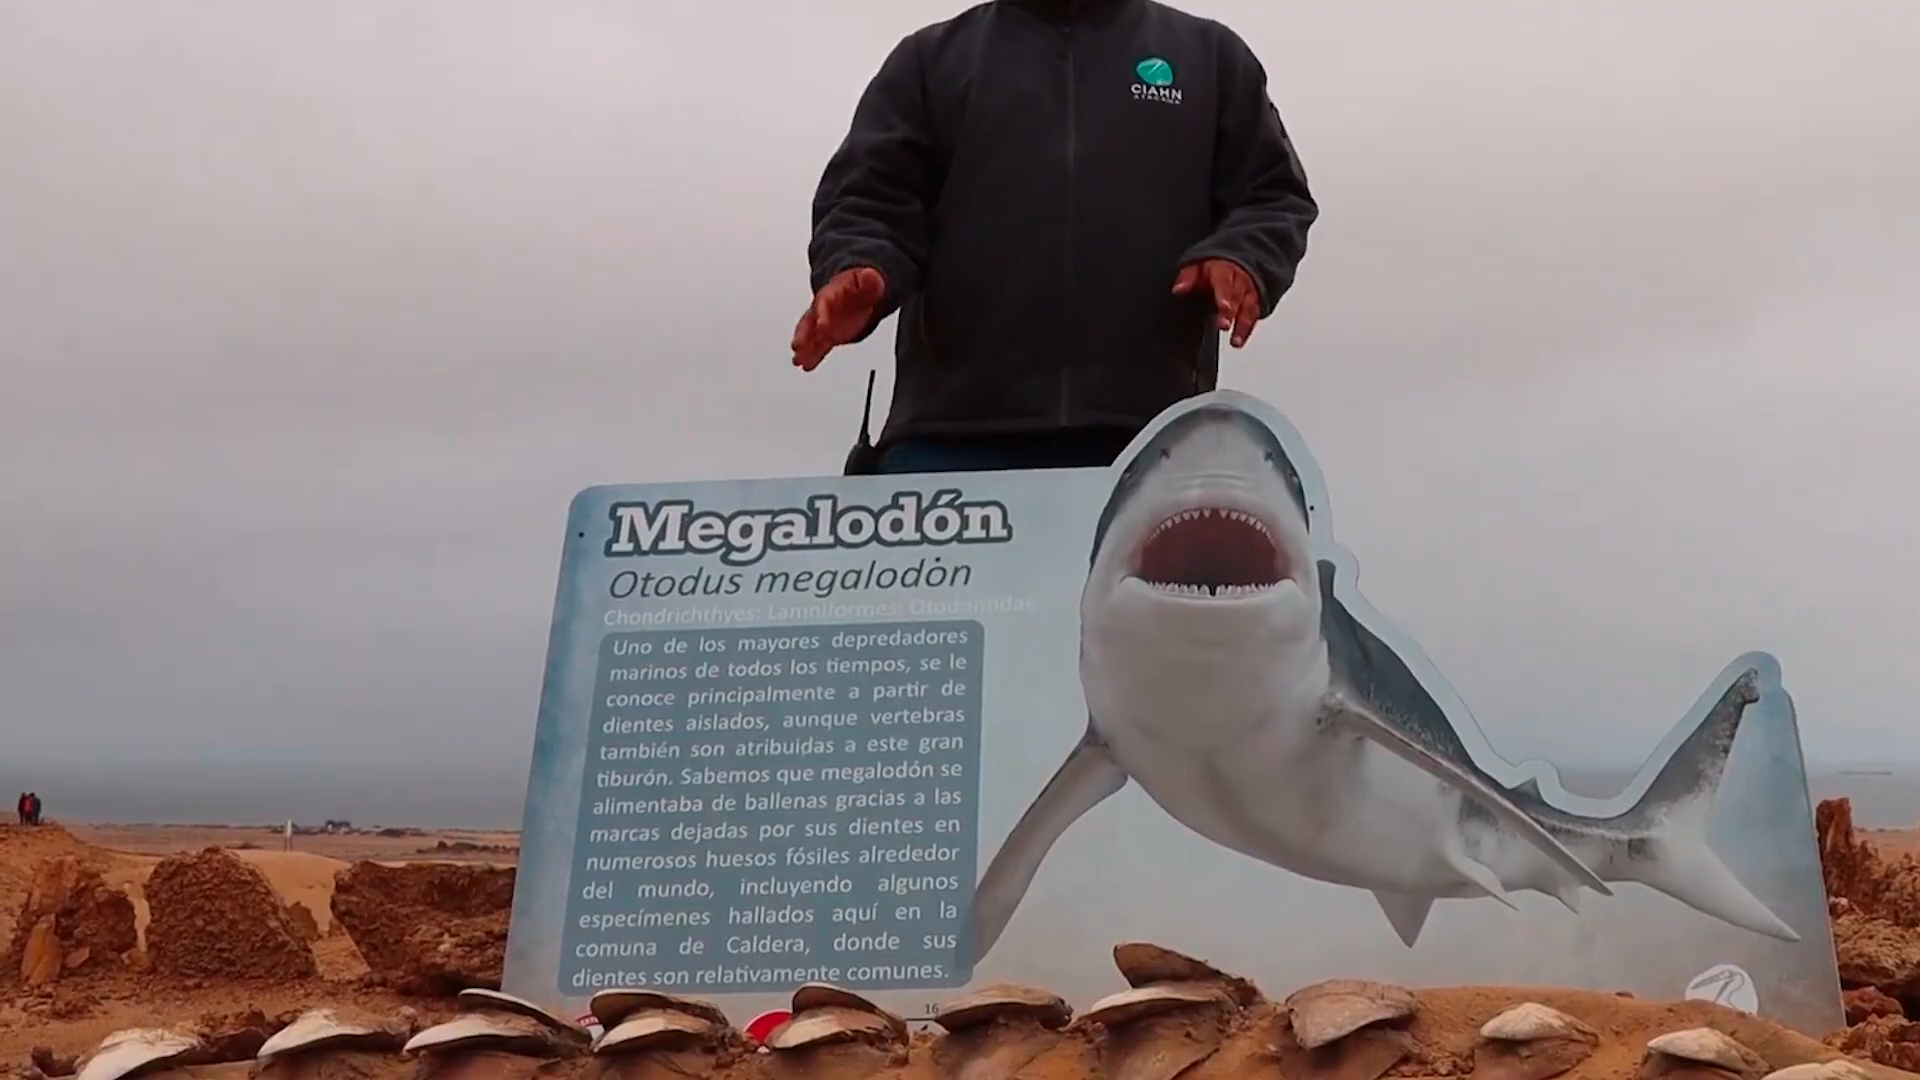 CIAHN
ATACAMA
Megalodón
Otodus megalodón
Chondrichthyes: Lamniformes: Otodontidae
Uno de los mayores depredadores
marinos de todos los tiempos, se le
conoce principalmente a partir de
dientes aislados, aunque vertebras
también son atribuidas a este gran
tiburón. Sabemos que megalodón se
alimentaba de ballenas gracias a las
marcas dejadas por sus dientes en
numerosos huesos fósiles alrededor
del mundo, incluyendo algunos
especímenes hallados aquí en la
comuna de Caldera, donde sus
dientes son relativamente comunes.
16